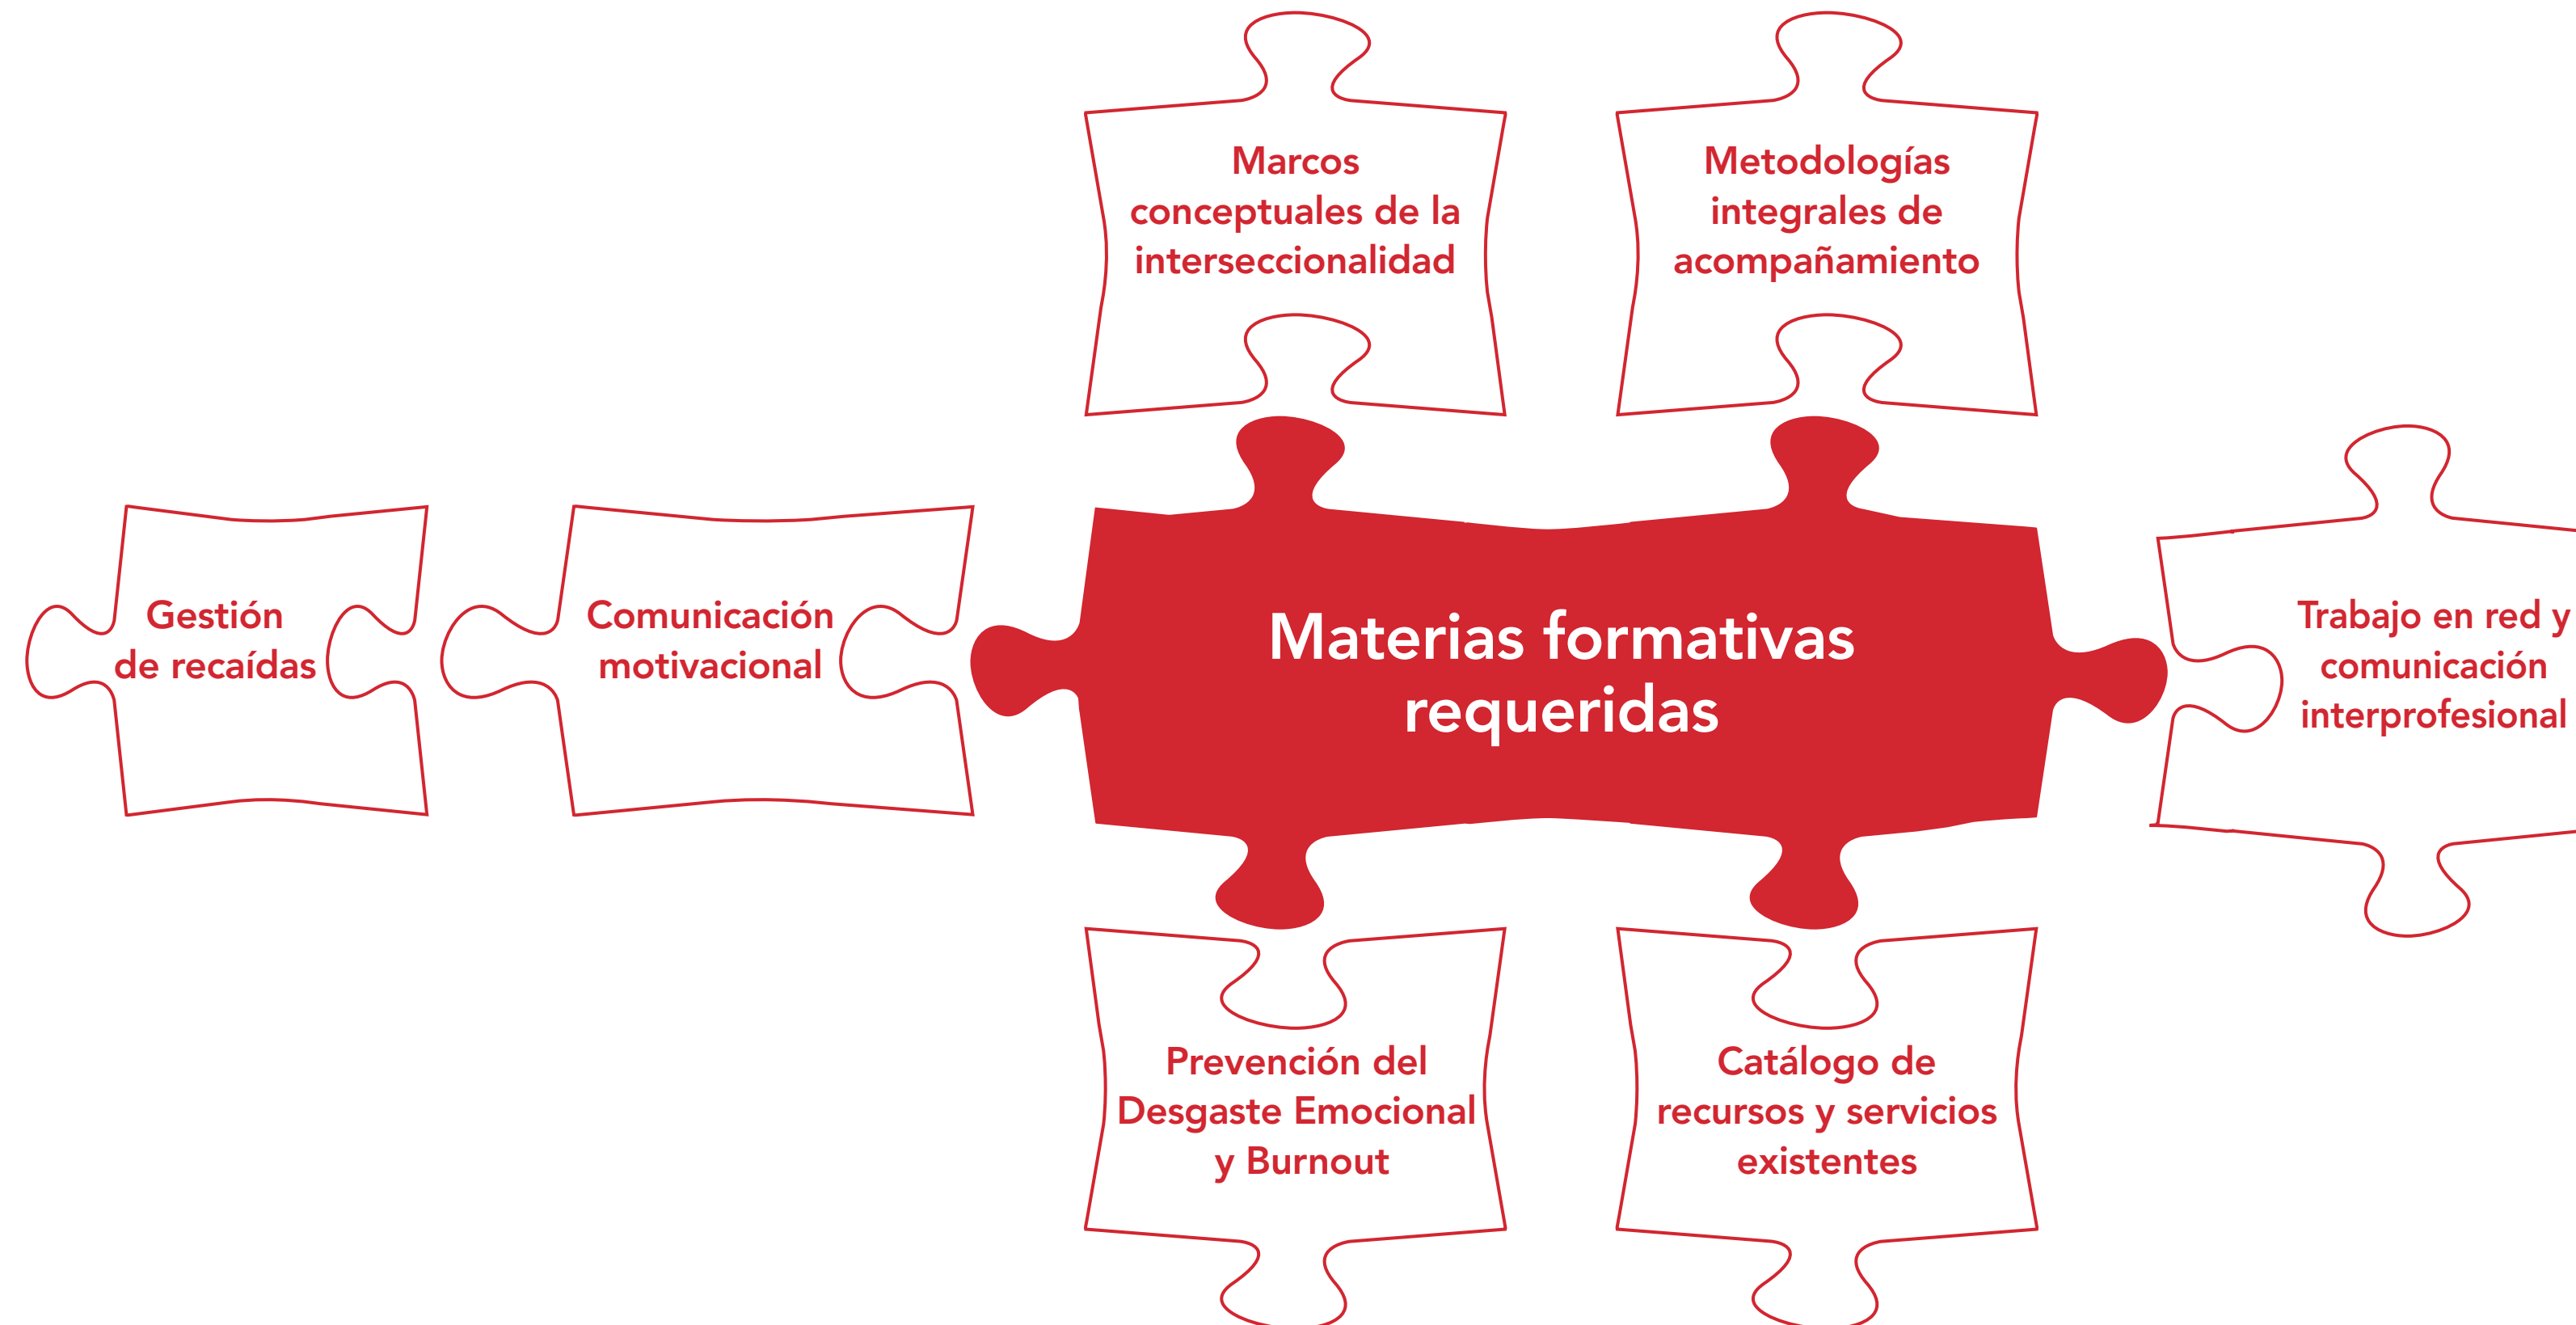 Marcos
conceptuales de la
interseccionalidad
Metodologías
integrales de
acompañamiento
Gestión
de recaídas
Comunicación
motivacional
Materias formativas
requeridas
Trabajo en red y
comunicación
interprofesional
Prevención del
Desgaste Emocional
y Burnout
Catálogo de
recursos y servicios
existentes